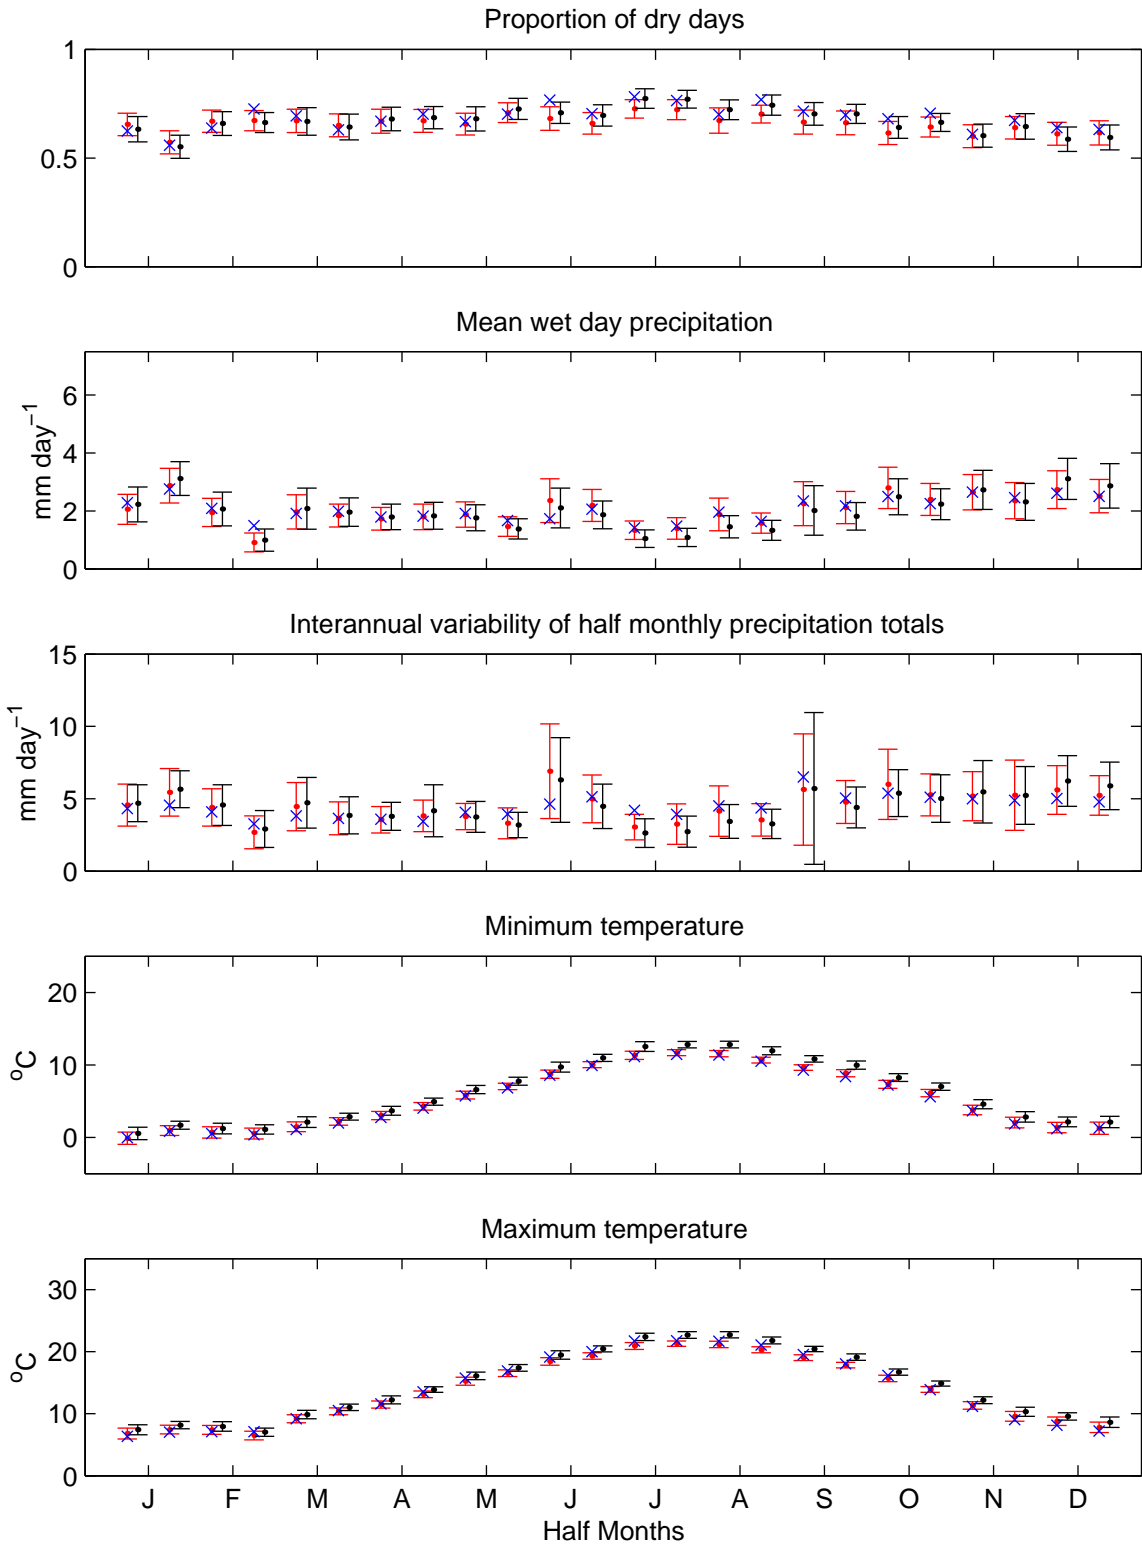 Proportion of dry days
1
0.5
0
Mean wet day precipitation
6
4
2
0
mm day⁻¹
Interannual variability of half monthly precipitation totals
15
10
5
0
mm day⁻¹
Minimum temperature
20
10
0
ºC
Maximum temperature
30
20
10
0
ºC
J F M A M J J A S O N D
Half Months